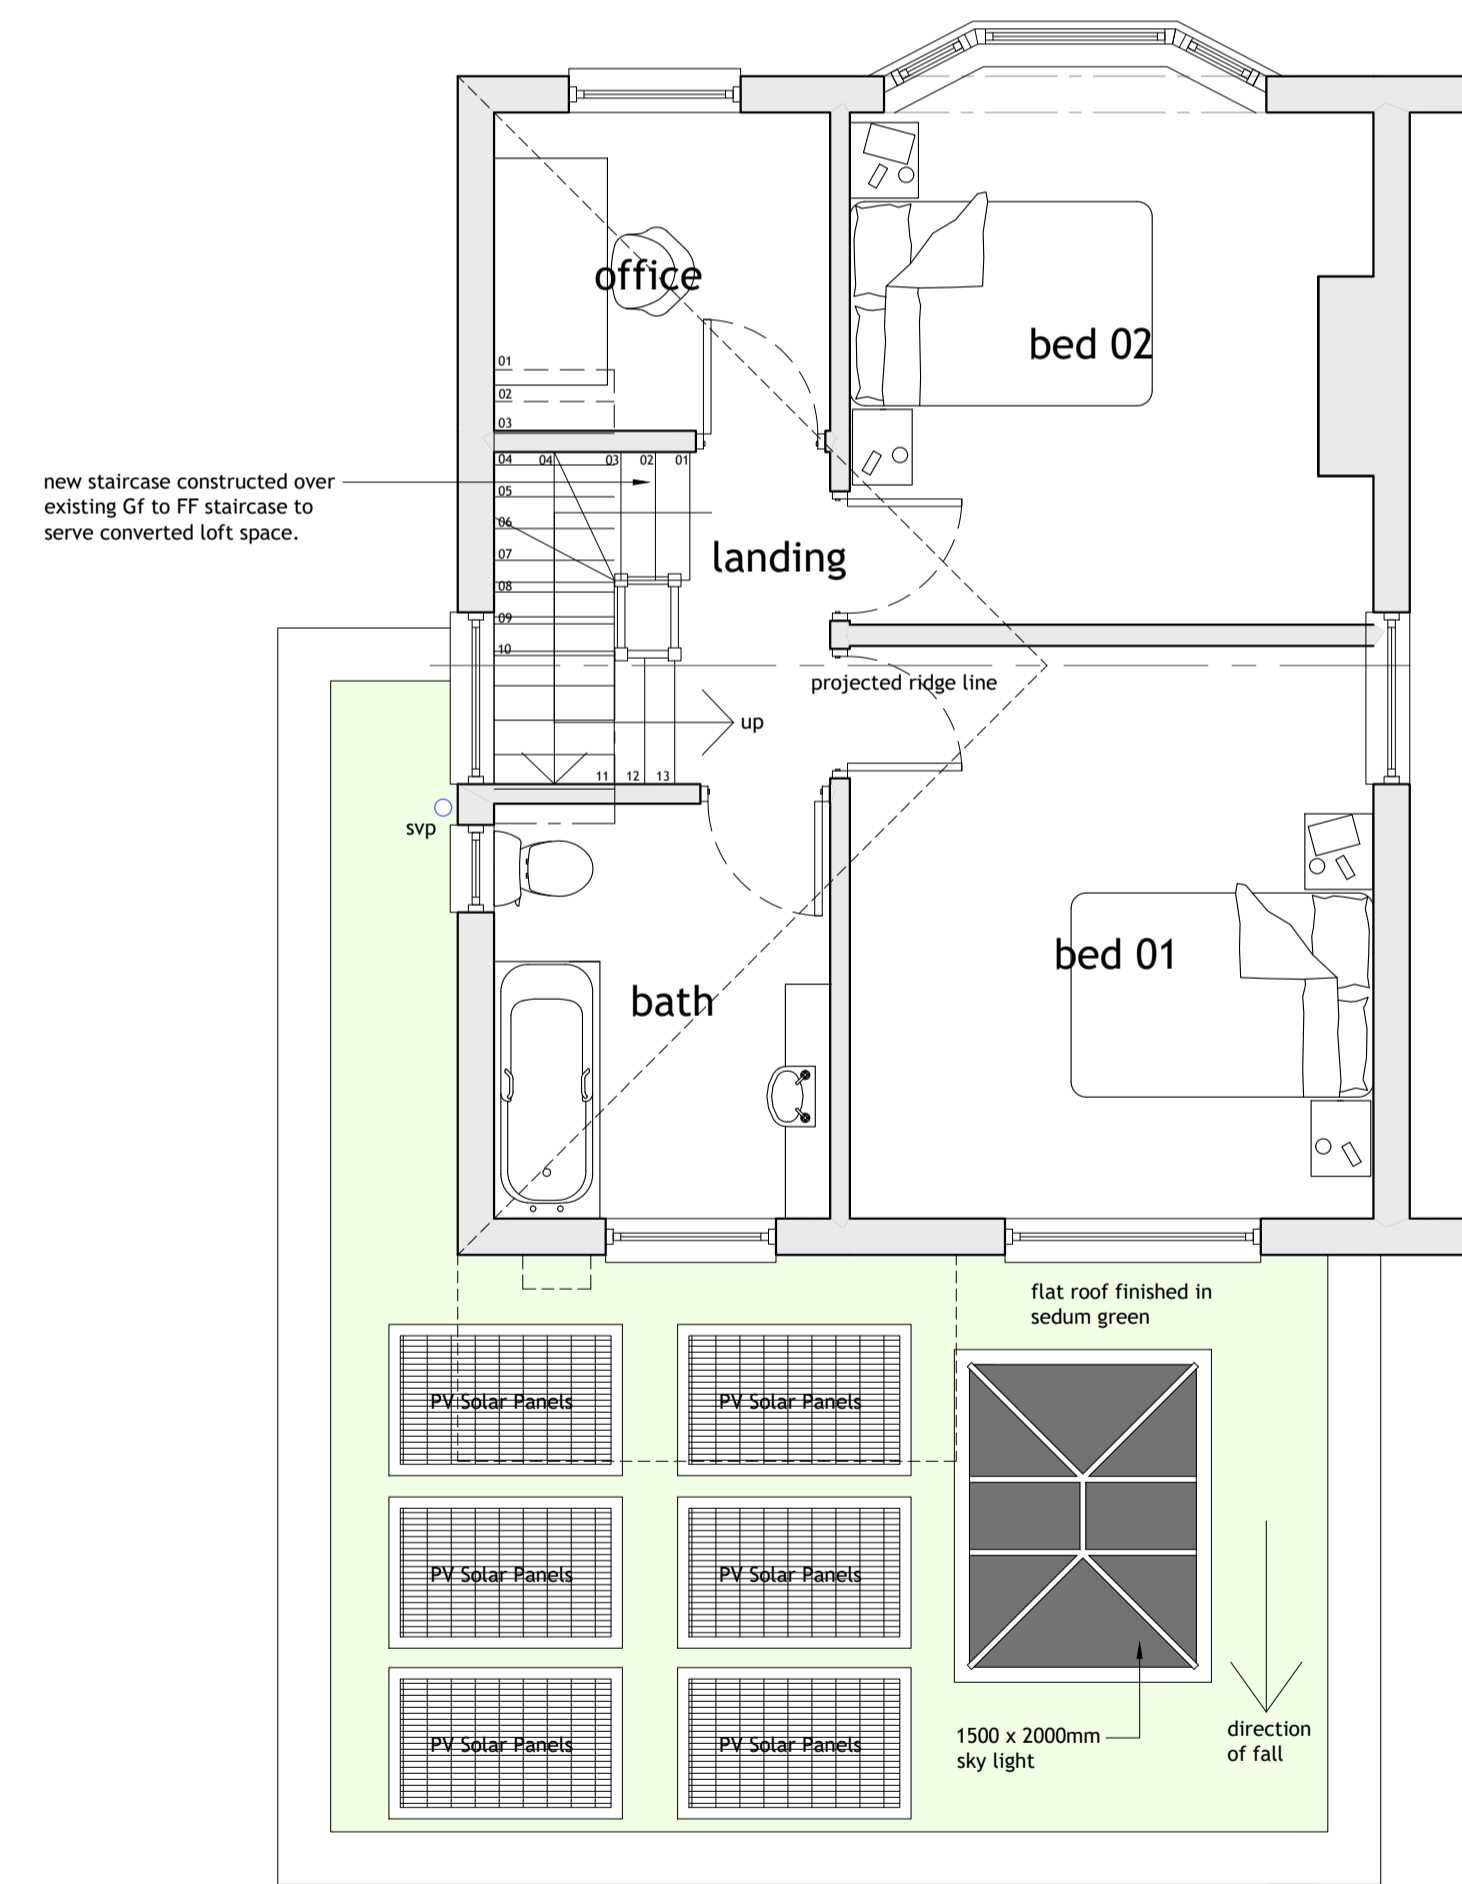 office
bed 02
01
02
03
04
04
03
02
01
new staircase constructed over
existing Gf to FF staircase to
serve converted loft space.
05
06
07
08
09
10
landing
projected ridge line
up
11
12
13
svp
bed 01
bath
flat roof finished in
sedum green
PV Solar Panels
PV Solar Panels
PV Solar Panels
PV Solar Panels
PV Solar Panels
PV Solar Panels
1500 x 2000mm
sky light
direction
of fall